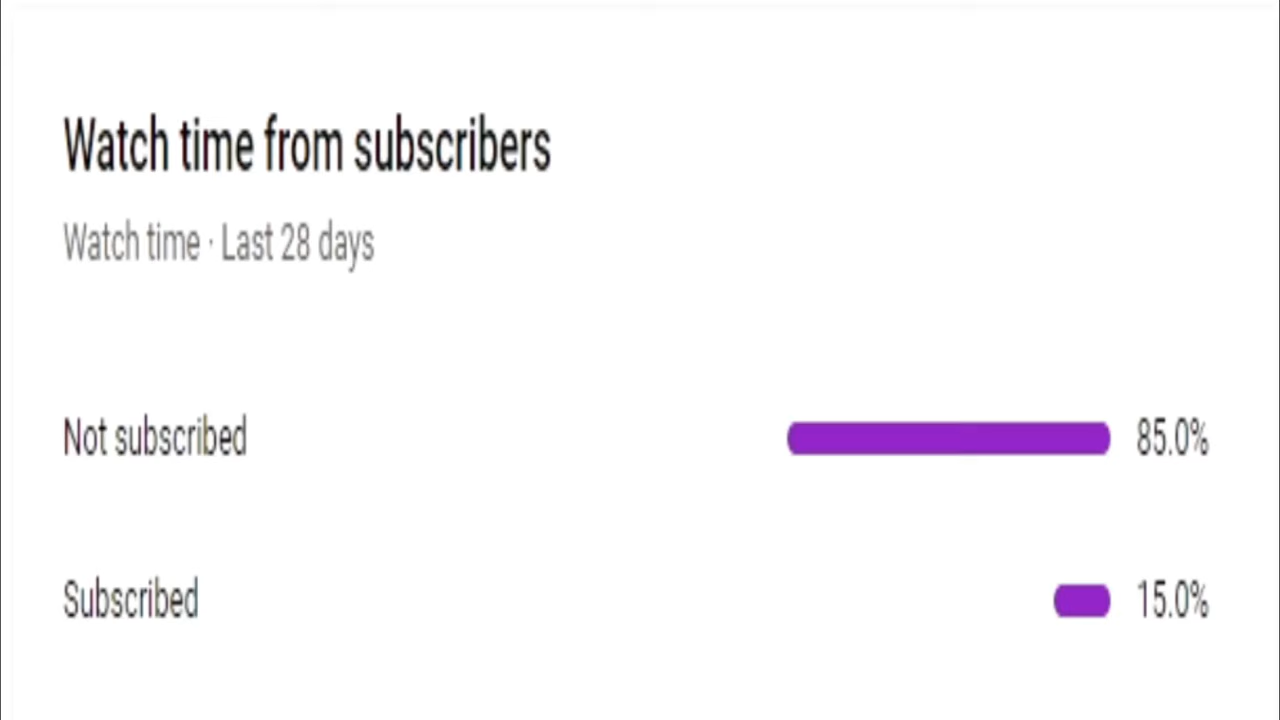 Watch time from subscribers
Watch time · Last 28 days
Not subscribed 85.0%
Subscribed 15.0%